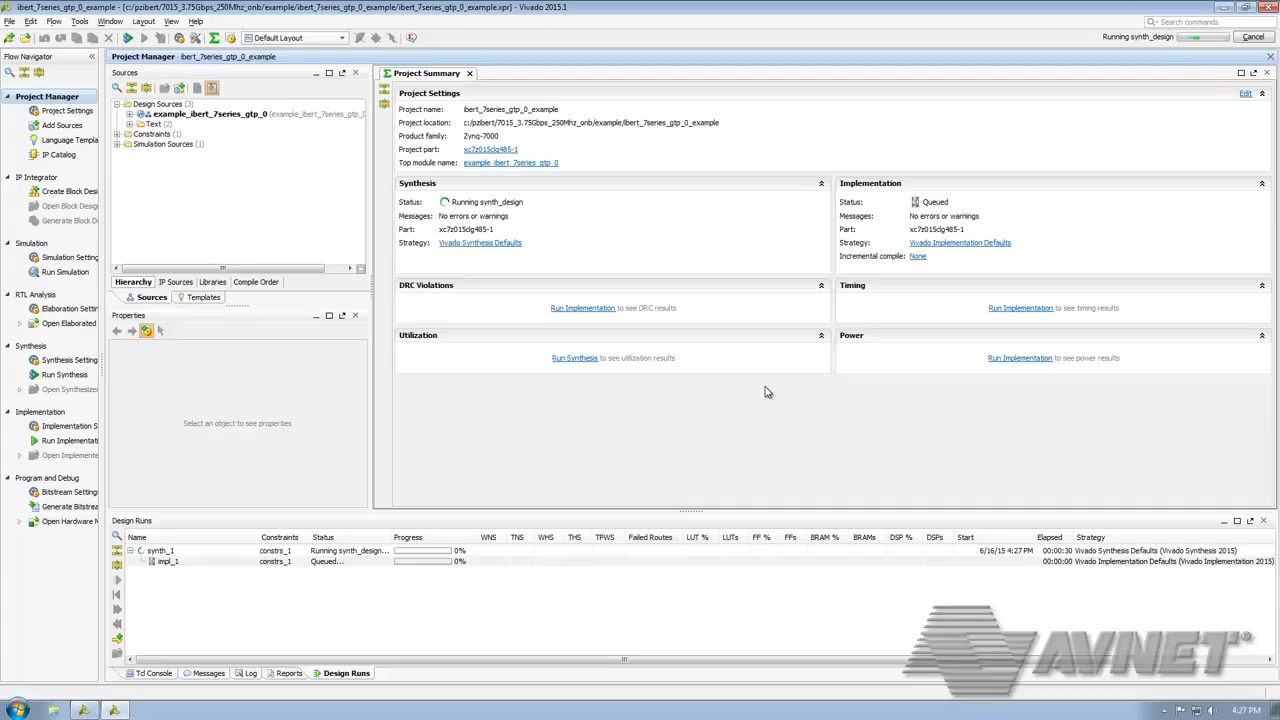 ibert_7series_gtp_0_example - [c:/pzibert/7015_3.75Gbps_250Mhz_onb/example/ibert_7series_gtp_0_example/ibert_7series_gtp_0_example.xpr] - Vivado 2015.1
File Edit Flow Tools Window Layout View Help
Search commands
Default Layout
Running synth_design
Cancel
Flow Navigator
Project Manager - ibert_7series_gtp_0_example
Project Manager
Project Settings
Add Sources
Language Templa
IP Catalog
IP Integrator
Create Block Desi
Open Block Desig
Generate Block D
Simulation
Simulation Setting
Run Simulation
RTL Analysis
Elaboration Settin
Open Elaborated
Synthesis
Synthesis Setting
Run Synthesis
Open Synthesized
Implementation
Implementation S
Run Implementati
Open Implemente
Program and Debug
Bitstream Settings
Generate Bitstrea
Open Hardware M
Sources
Design Sources (3)
example_ibert_7series_gtp_0 (example_ibert_7series_gtp_0
Text (2)
Constraints (1)
Simulation Sources (1)
Hierarchy IP Sources Libraries Compile Order
Sources Templates
Properties
Select an object to see properties
Project Summary
Project Settings
Edit
Project name: ibert_7series_gtp_0_example
Project location: c:/pzibert/7015_3.75Gbps_250Mhz_onb/example/ibert_7series_gtp_0_example
Product family: Zynq-7000
Project part: xc7z015clg485-1
Top module name: example_ibert_7series_gtp_0
Synthesis
Status: Running synth_design
Messages: No errors or warnings
Part: xc7z015clg485-1
Strategy: Vivado Synthesis Defaults
Implementation
Status: Queued
Messages: No errors or warnings
Part: xc7z015clg485-1
Strategy: Vivado Implementation Defaults
Incremental compile: None
DRC Violations
Run Implementation to see DRC results
Timing
Run Implementation to see timing results
Utilization
Run Synthesis to see utilization results
Power
Run Implementation to see power results
Design Runs
Name Constraints Status Progress WNS TNS WHS THS TPWS Failed Routes LUT % LUTs FF % FFs BRAM % BRAMs DSP % DSPs Start Elapsed Strategy
synth_1 constrs_1 Running synth_design... 0% 6/16/15 4:27 PM 00:00:30 Vivado Synthesis Defaults (Vivado Synthesis 2015)
impl_1 constrs_1 Queued... 0% 00:00:00 Vivado Implementation Defaults (Vivado Implementation 2015)
Tcl Console Messages Log Reports Design Runs
AVNET®
4:27 PM